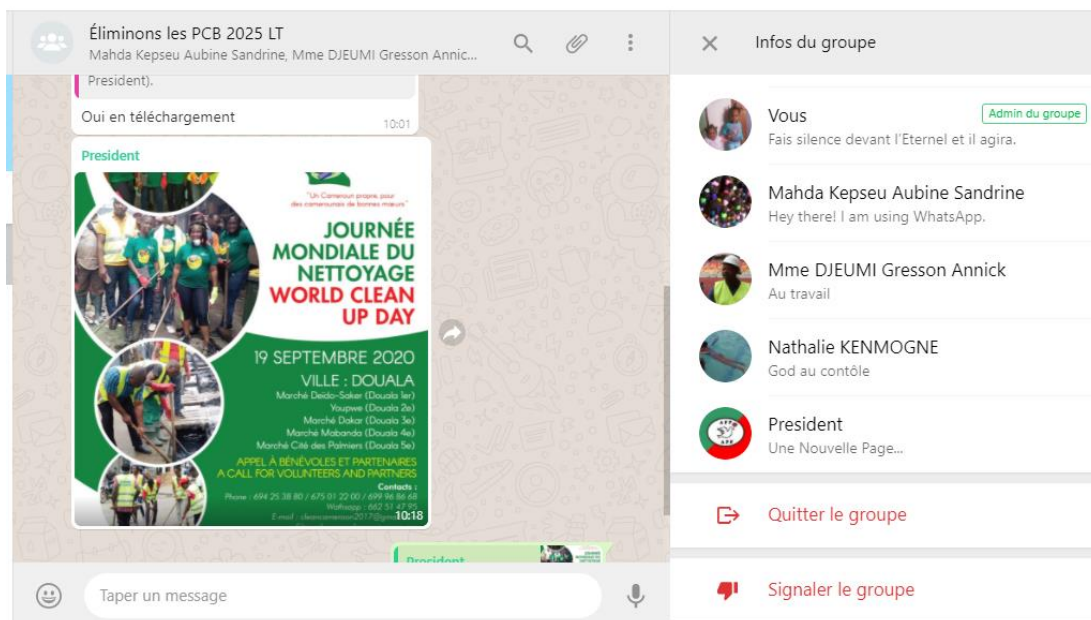 Éliminons les PCB 2025 LT
Mahda Kepseu Aubine Sandrine, Mme DJEUMI Gresson Annic...
President).
Oui en téléchargement
10:01
President
"Un Cameroun propre, pour
des camerounais de bonnes mœurs"
JOURNÉE
MONDIALE DU
NETTOYAGE
WORLD CLEAN
UP DAY
19 SEPTEMBRE 2020
VILLE : DOUALA
Marché Deïdo-Saker (Douala 1er)
Youpwe (Douala 2e)
Marché Dakar (Douala 3e)
Marché Mabanda (Douala 4e)
Marché Cité des Palmiers (Douala 5e)
APPEL À BÉNÉVOLES ET PARTENAIRES
A CALL FOR VOLUNTEERS AND PARTNERS
Contacts :
Phone : 694 25 38 80 / 675 01 22 00 / 699 96 86 68
Wathsapp : 662 51 47 95
E-mail : cleancameroon2017@gmai
10:18
President
Taper un message
Infos du groupe
Vous
Admin du groupe
Fais silence devant l'Eternel et il agira.
Mahda Kepseu Aubine Sandrine
Hey there! I am using WhatsApp.
Mme DJEUMI Gresson Annick
Au travail
Nathalie KENMOGNE
God au contôle
President
Une Nouvelle Page...
Quitter le groupe
Signaler le groupe